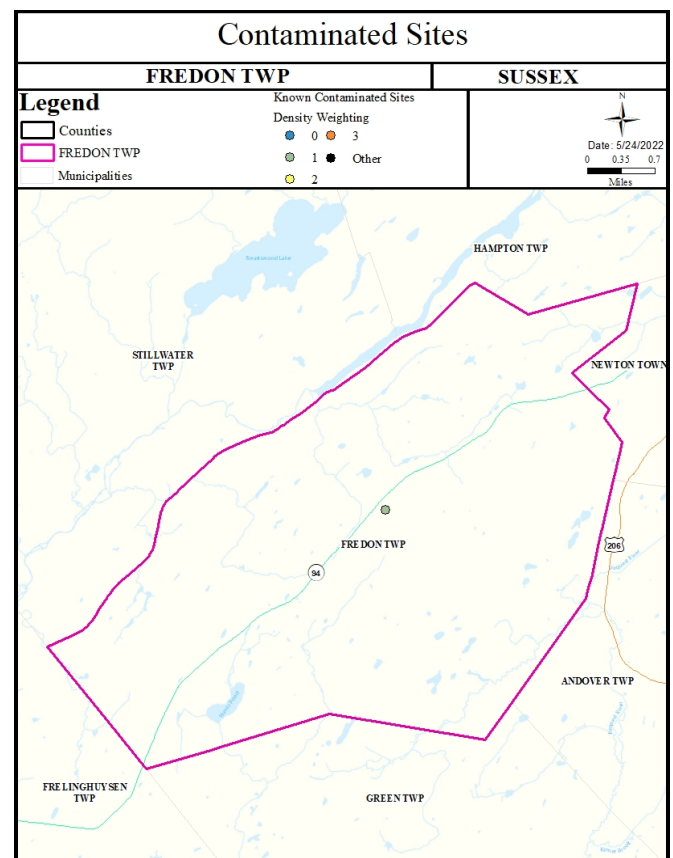 Contaminated Sites
FREDON TWP
SUSSEX
Legend
Counties
FREDON TWP
Municipalities
Known Contaminated Sites
Density Weighting
0 3
1 Other
2
N
Date: 5/24/2022
0 0.35 0.7
Miles
HAMPTON TWP
Swartswood Lake
STILLWATER
TWP
NEWTON TOWN
FREDON TWP
206
94
ANDOVER TWP
FRELINGHUYSEN
TWP
GREEN TWP